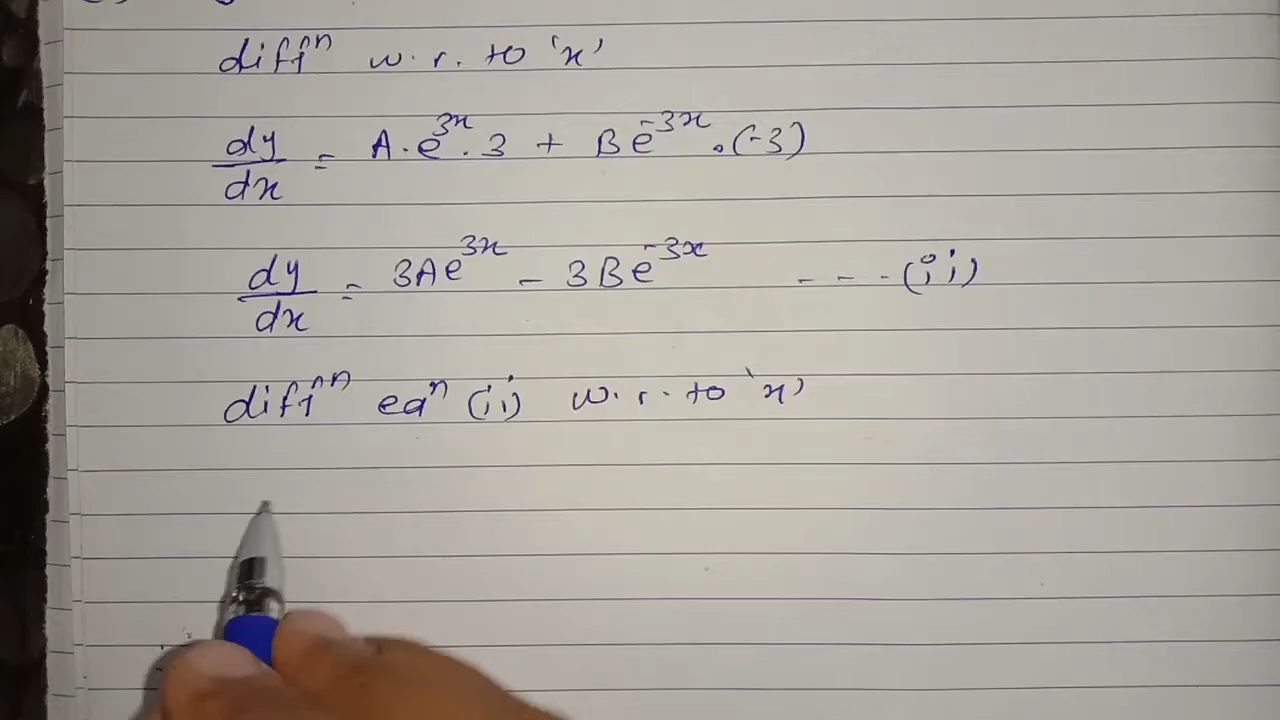 diffⁿ w.r. to 'x'
dy/dx = A.e^3x . 3 + Be^-3x . (-3)
dy/dx = 3Ae^3x - 3Be^-3x - - - (ii)
diffⁿ eqⁿ (ii) w.r. to 'x'